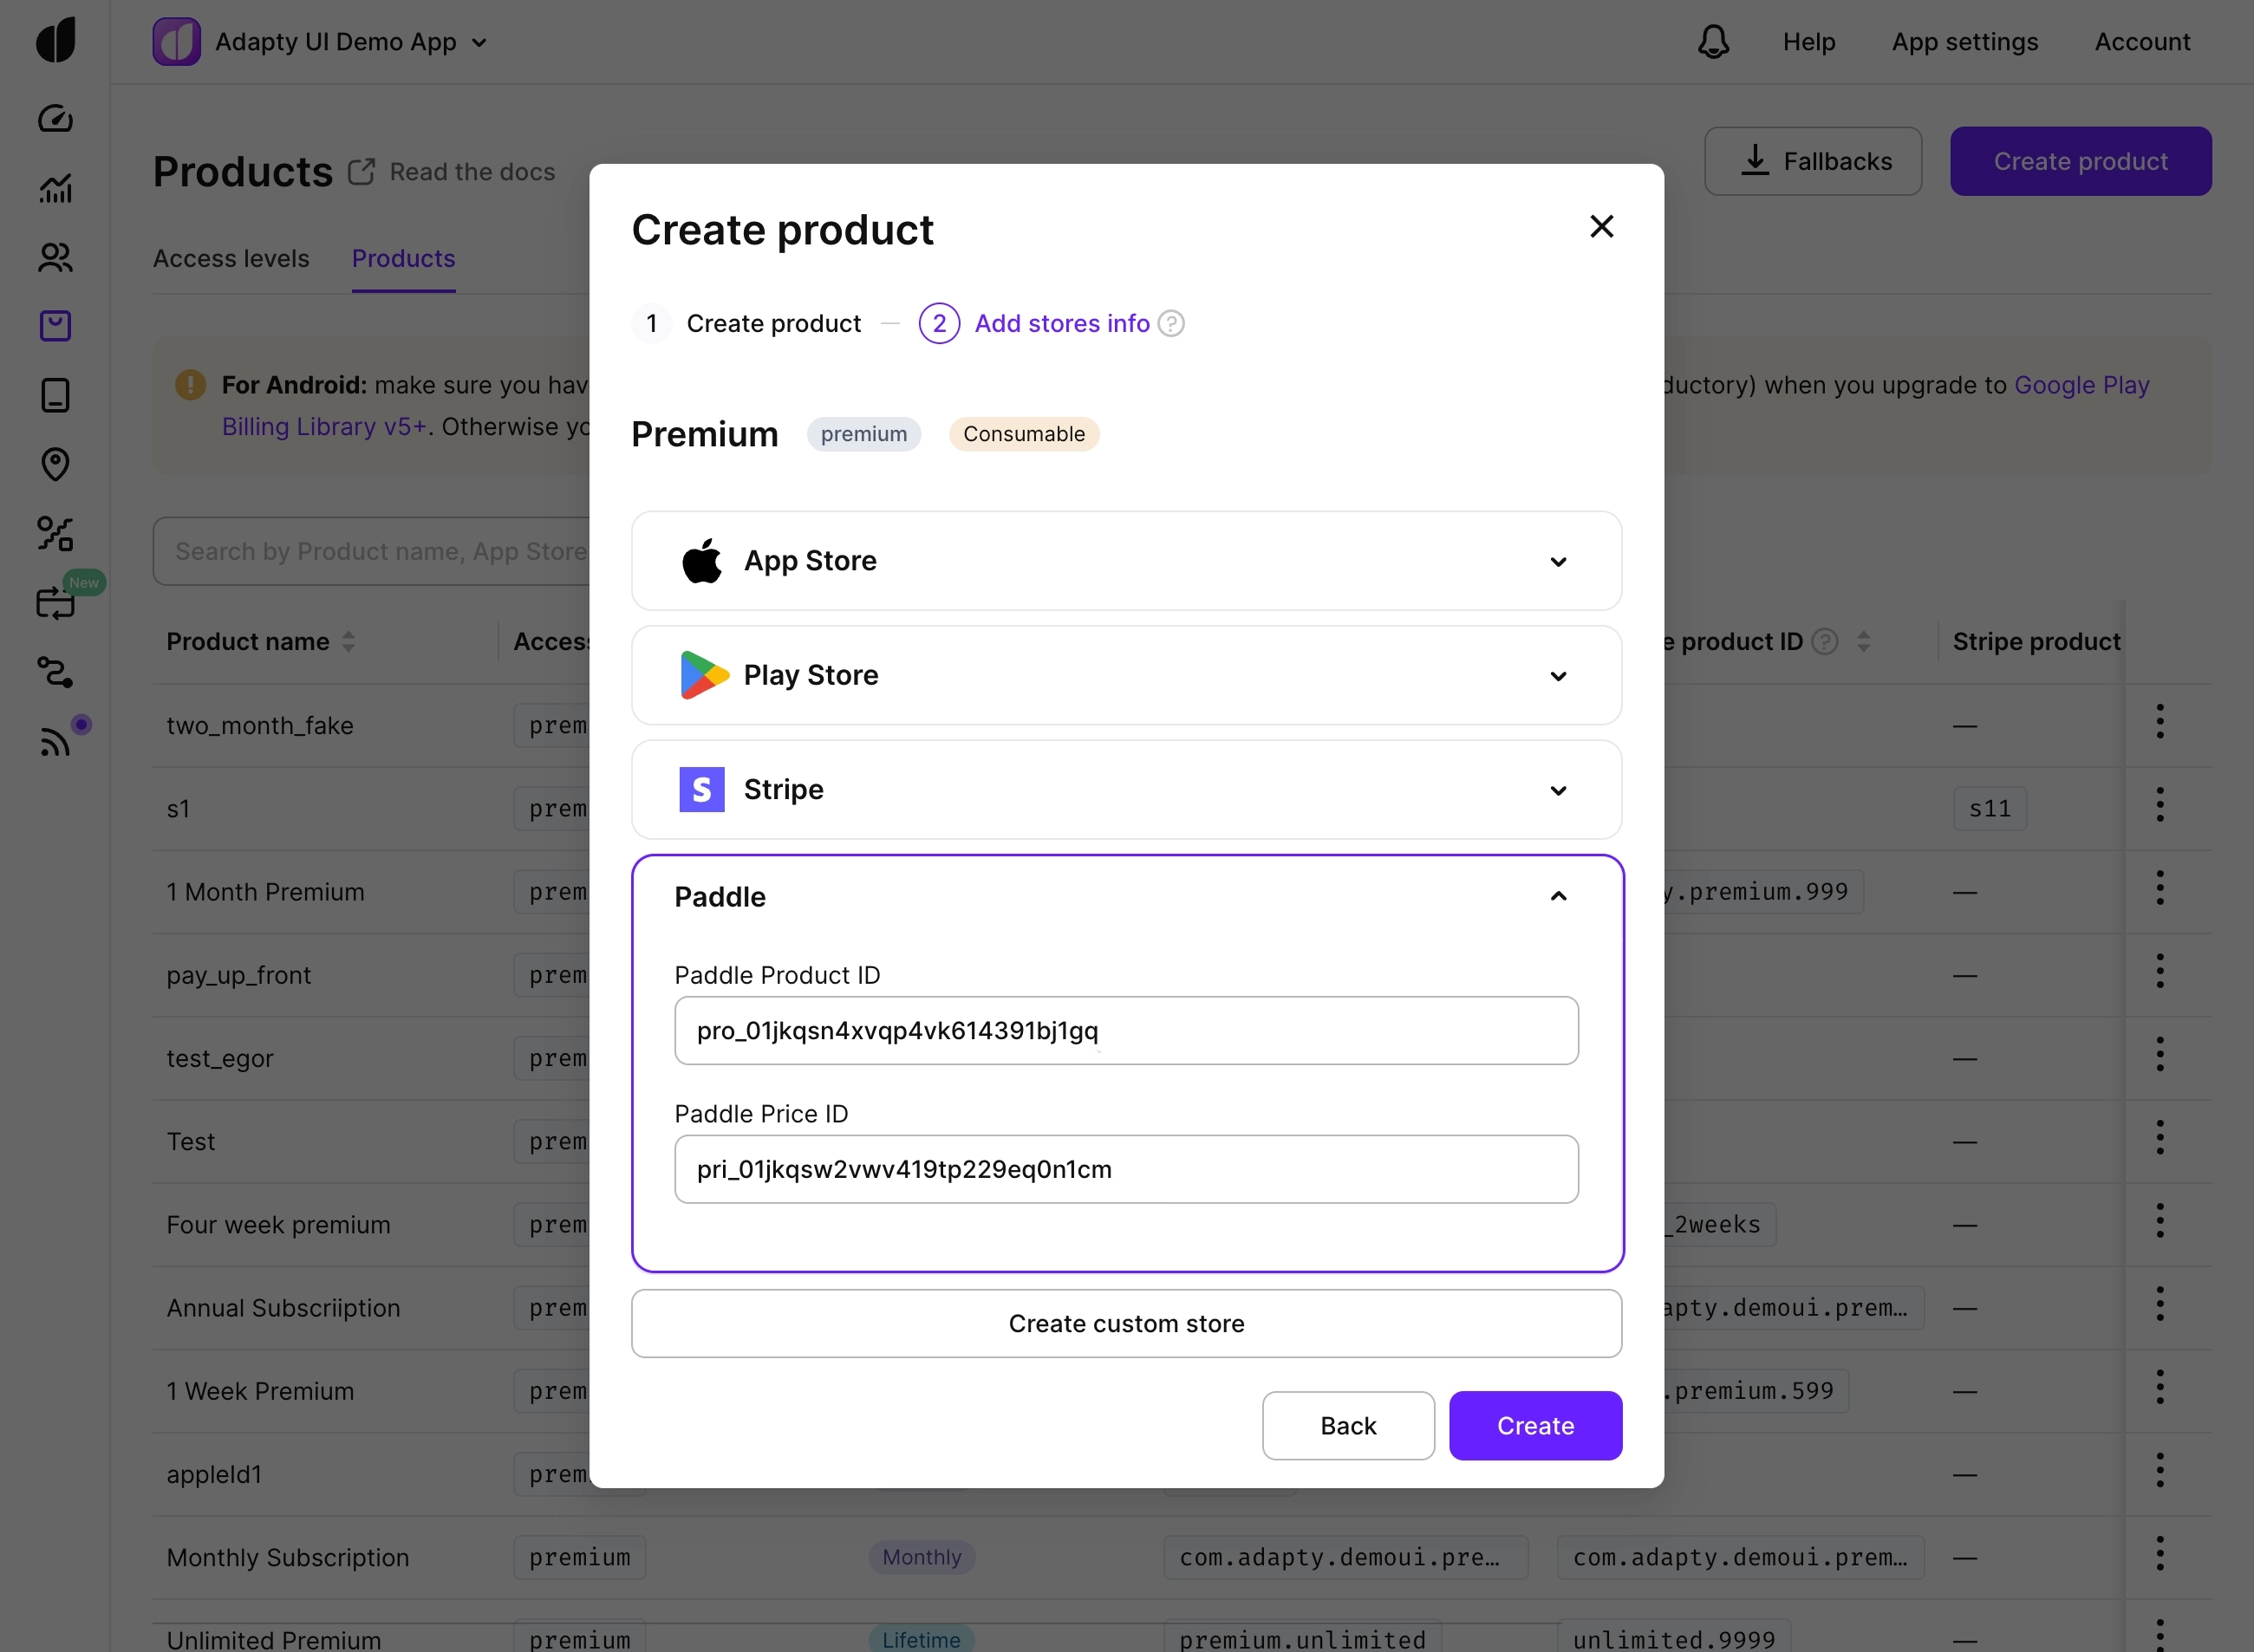 Adapty UI Demo App
Help
App settings
Account
Products
Read the docs
Fallbacks
Create product
Access levels
Products
For Android: make sure you hav
ductory) when you upgrade to Google Play
Billing Library v5+. Otherwise yo
Search by Product name, App Store
New
Product name
Access
e product ID
?
Stripe product
two_month_fake
prem
—
s1
prem
s11
1 Month Premium
prem
y.premium.999
—
pay_up_front
prem
—
test_egor
prem
—
Test
prem
—
Four week premium
prem
_2weeks
—
Annual Subscriiption
prem
apty.demoui.prem…
—
1 Week Premium
prem
.premium.599
—
appleId1
prem
—
Monthly Subscription
premium
Monthly
com.adapty.demoui.pre…
com.adapty.demoui.prem…
—
Unlimited Premium
premium
Lifetime
premium.unlimited
unlimited.9999
—
Create product
1 Create product — 2 Add stores info ?
Premium premium Consumable
App Store
Play Store
Stripe
Paddle
Paddle Product ID
pro_01jkqsn4xvqp4vk614391bj1gq
Paddle Price ID
pri_01jkqsw2vwv419tp229eq0n1cm
Create custom store
Back
Create